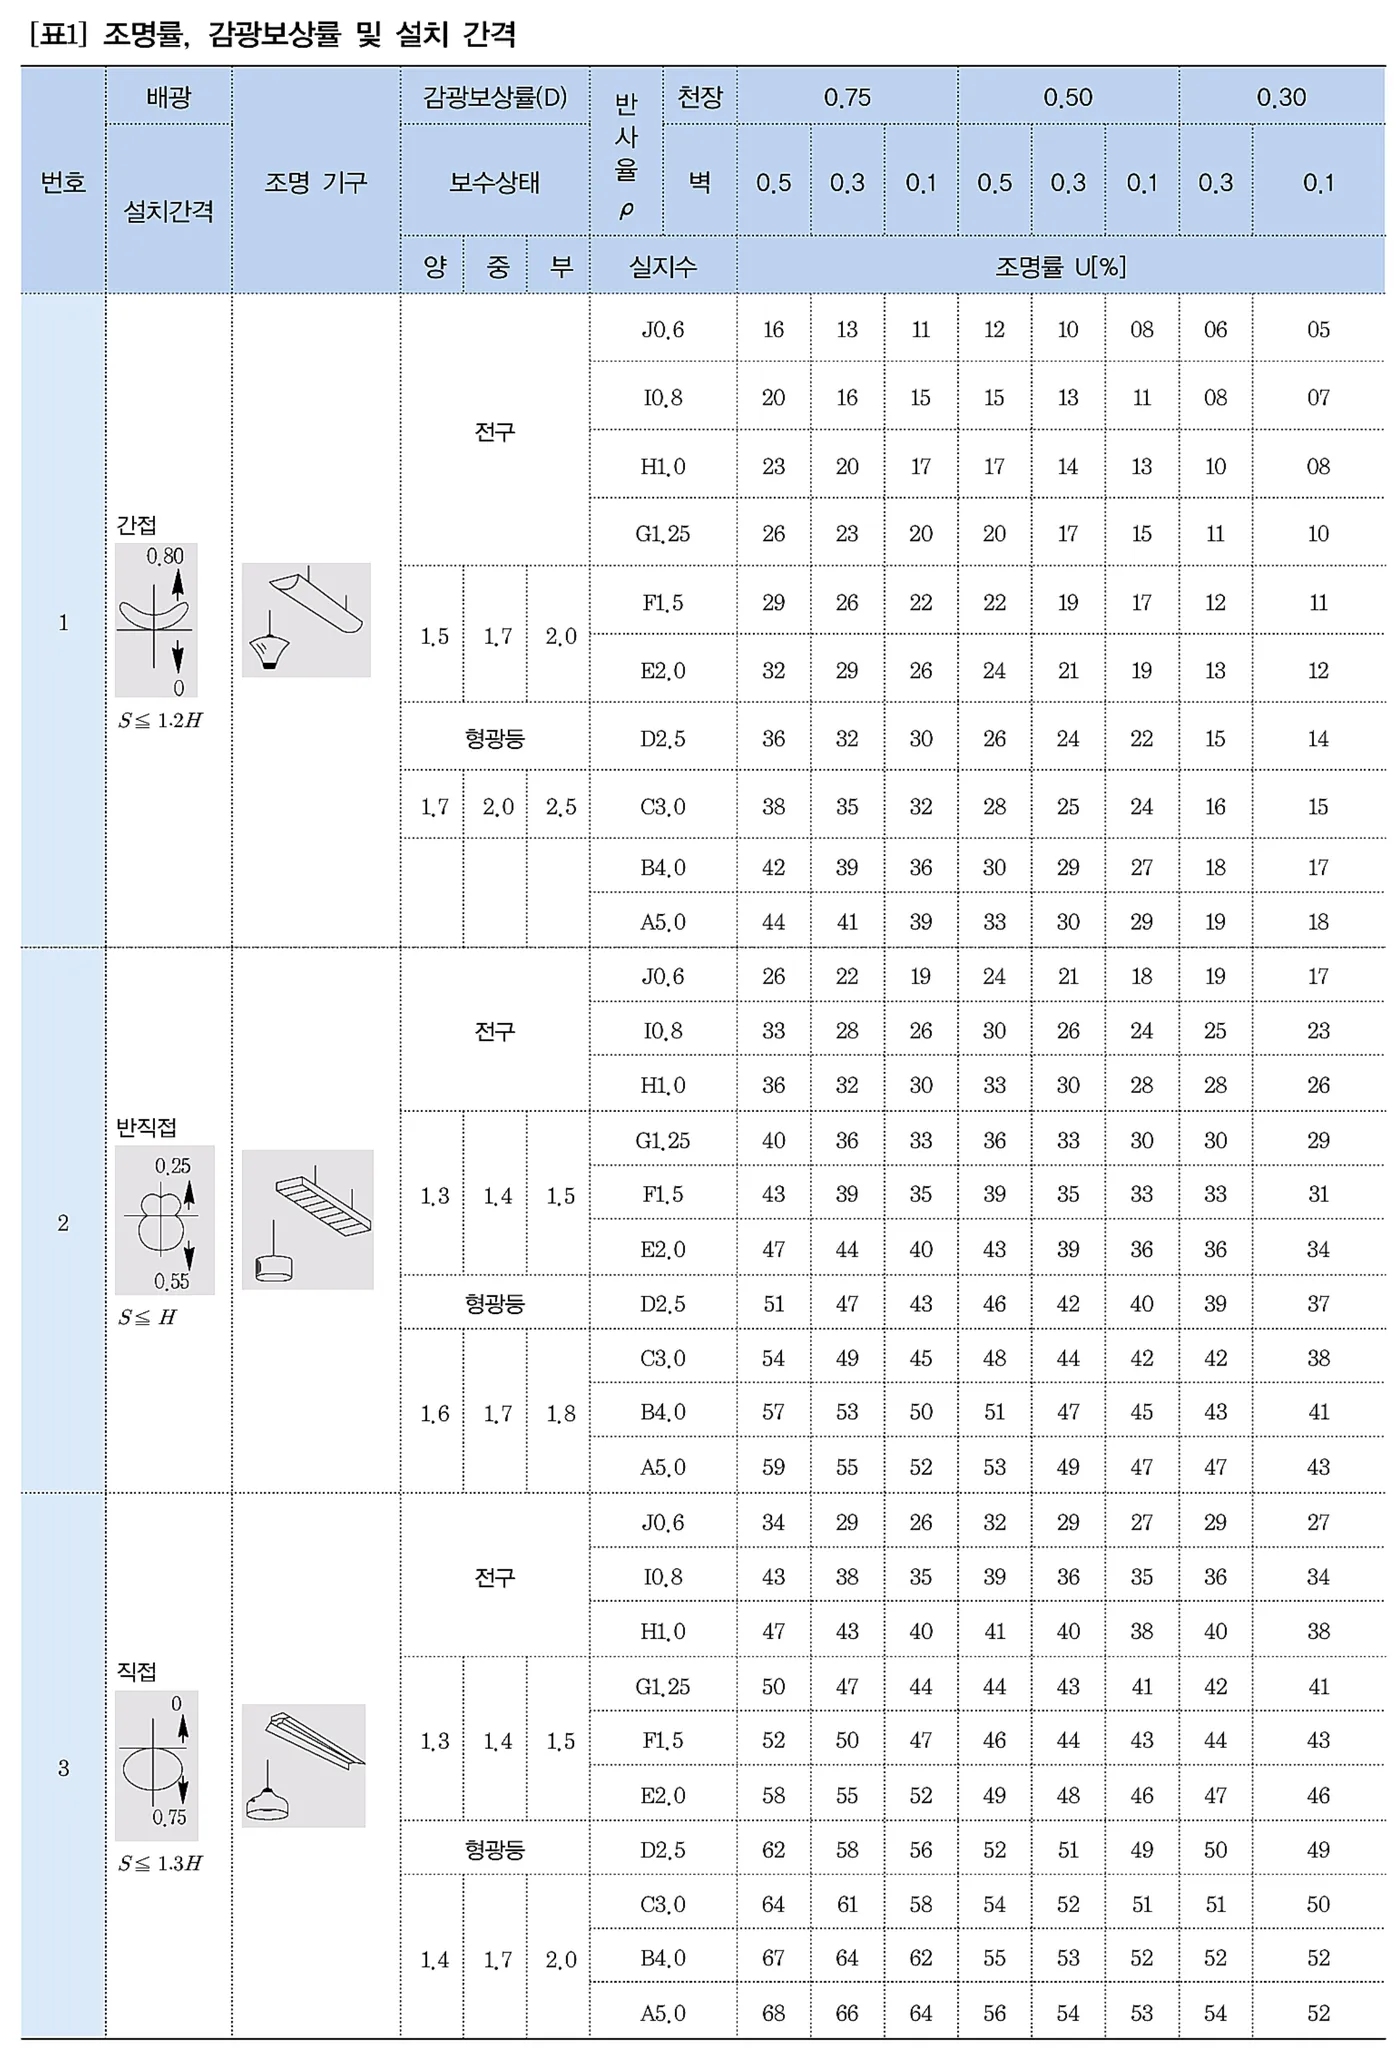 [표1] 조명률, 감광보상률 및 설치 간격
번호 배광 조명 기구 감광보상률(D) 반사율 ρ 천장 0.75 0.50 0.30
설치간격 보수상태 벽 0.5 0.3 0.1 0.5 0.3 0.1 0.3 0.1
양 중 부 실지수 조명률 U[%]
1
간접
0.80
0
S≦1.2H
전구
1.5 1.7 2.0
형광등
1.7 2.0 2.5
J0.6 16 13 11 12 10 08 06 05
I0.8 20 16 15 15 13 11 08 07
H1.0 23 20 17 17 14 13 10 08
G1.25 26 23 20 20 17 15 11 10
F1.5 29 26 22 22 19 17 12 11
E2.0 32 29 26 24 21 19 13 12
D2.5 36 32 30 26 24 22 15 14
C3.0 38 35 32 28 25 24 16 15
B4.0 42 39 36 30 29 27 18 17
A5.0 44 41 39 33 30 29 19 18
2
반직접
0.25
0.55
S≦H
전구
1.3 1.4 1.5
형광등
1.6 1.7 1.8
J0.6 26 22 19 24 21 18 19 17
I0.8 33 28 26 30 26 24 25 23
H1.0 36 32 30 33 30 28 28 26
G1.25 40 36 33 36 33 30 30 29
F1.5 43 39 35 39 35 33 33 31
E2.0 47 44 40 43 39 36 36 34
D2.5 51 47 43 46 42 40 39 37
C3.0 54 49 45 48 44 42 42 38
B4.0 57 53 50 51 47 45 43 41
A5.0 59 55 52 53 49 47 47 43
3
직접
0
0.75
S≦1.3H
전구
1.3 1.4 1.5
형광등
1.4 1.7 2.0
J0.6 34 29 26 32 29 27 29 27
I0.8 43 38 35 39 36 35 36 34
H1.0 47 43 40 41 40 38 40 38
G1.25 50 47 44 44 43 41 42 41
F1.5 52 50 47 46 44 43 44 43
E2.0 58 55 52 49 48 46 47 46
D2.5 62 58 56 52 51 49 50 49
C3.0 64 61 58 54 52 51 51 50
B4.0 67 64 62 55 53 52 52 52
A5.0 68 66 64 56 54 53 54 52